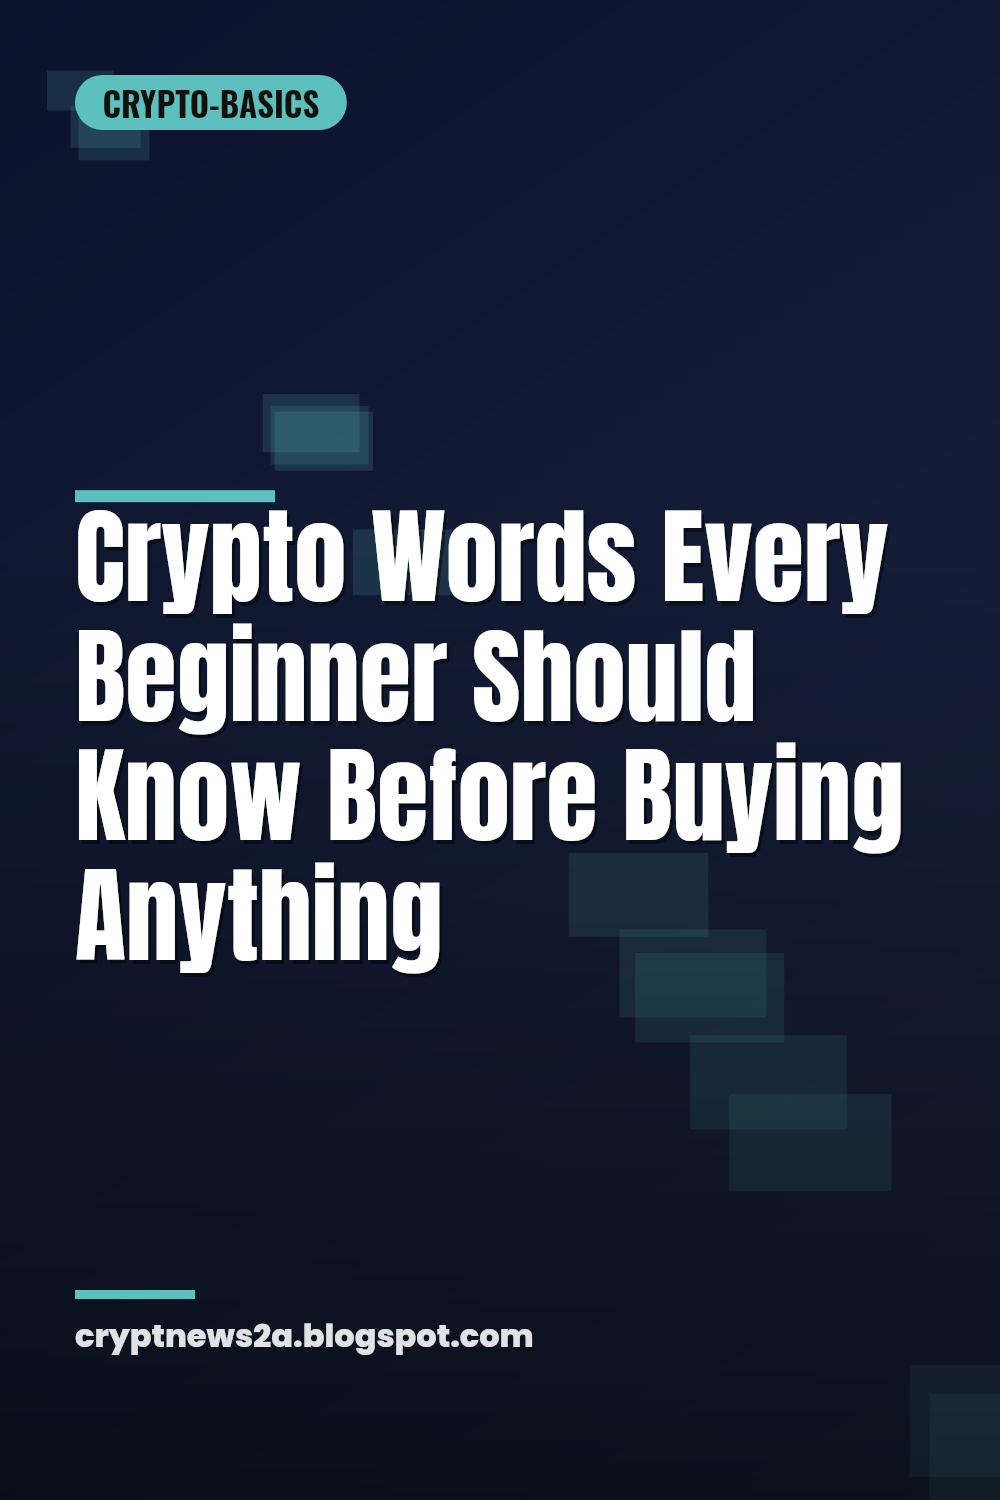 CRYPTO-BASICS
Crypto Words Every
Beginner Should
Know Before Buying
Anything
cryptnews2a.blogspot.com